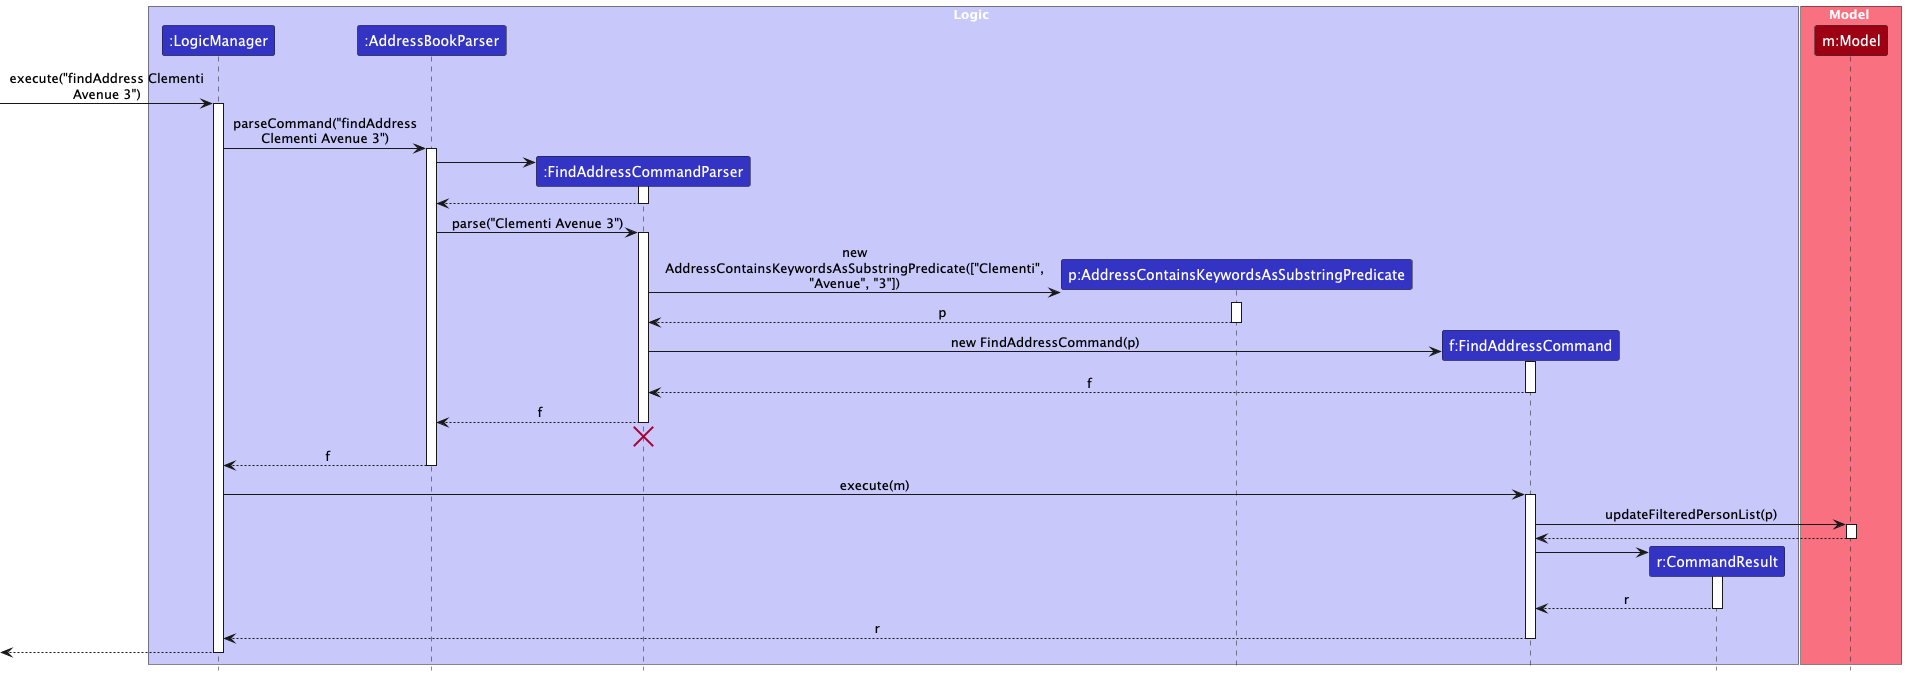 Logic
Model
:LogicManager
:AddressBookParser
m:Model
execute("findAddress Clementi
Avenue 3")
parseCommand("findAddress
Clementi Avenue 3")
:FindAddressCommandParser
parse("Clementi Avenue 3")
new
AddressContainsKeywordsAsSubstringPredicate(["Clementi",
"Avenue", "3"])
p:AddressContainsKeywordsAsSubstringPredicate
p
new FindAddressCommand(p)
f:FindAddressCommand
f
f
f
execute(m)
updateFilteredPersonList(p)
r:CommandResult
r
r